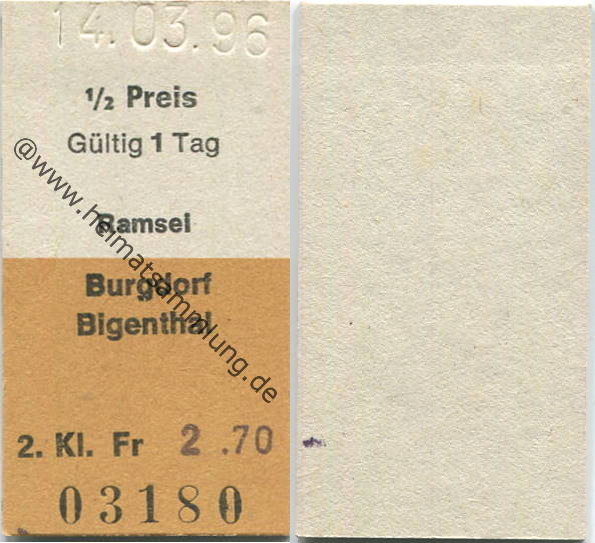 14.03.96
½ Preis
Gültig 1 Tag
Ramsei
Burgdorf
Bigenthal
2. Kl. Fr 2.70
03180
@www.heimatsammlung.de